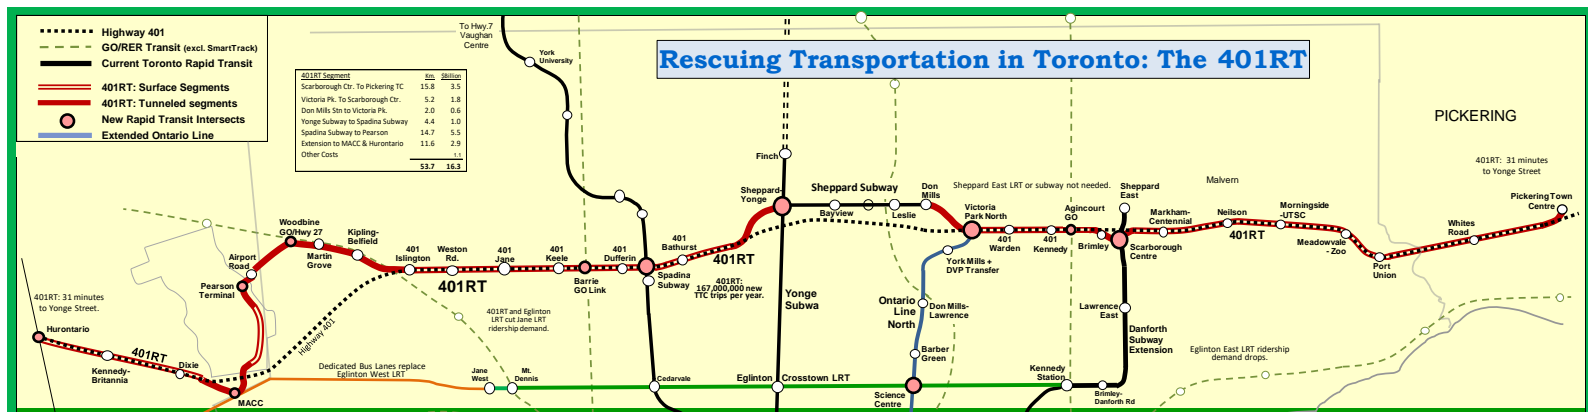 Highway 401
GO/RER Transit (excl. SmartTrack)
Current Toronto Rapid Transit
401RT: Surface Segments
401RT: Tunneled segments
New Rapid Transit Intersects
Extended Ontario Line
401RT Segment Km. $Billion
Scarborough Ctr. To Pickering TC 15.8 3.5
Victoria Pk. To Scarborough Ctr. 5.2 1.8
Don Mills Stn to Victoria Pk. 2.0 0.6
Yonge Subway to Spadina Subway 4.4 1.0
Spadina Subway to Pearson 14.7 5.5
Extension to MACC & Hurontario 11.6 2.9
Other Costs 1.1
53.7 16.3
To Hwy.7
Vaughan
Centre
York
University
Rescuing Transportation in Toronto: The 401RT
PICKERING
401RT: 31 minutes
to Yonge Street
Pickering Town
Centre
Finch
Sheppard-
Yonge
Sheppard Subway
Bayview
Leslie
Don
Mills
Sheppard East LRT or subway not needed.
Victoria
Park North
401
Warden
401
Kennedy
Agincourt
GO
Brimley
Sheppard
East
Scarborough
Centre
Malvern
Markham-
Centennial
Neilson
401RT
Morningside
-UTSC
Meadowvale
- Zoo
Port
Union
Whites
Road
Woodbine
GO/Hwy 27
Martin
Grove
Kipling-
Belfield
Airport
Road
Pearson
Terminal
401
Islington
Weston
Rd.
401
Jane
401
Keele
Barrie
GO Link
401
Dufferin
Spadina
Subway
401
Bathurst
401RT
401RT
401RT:
167,000,000 new
TTC trips per year.
York Mills +
DVP Transfer
Ontario
Line
North
Don Mills-
Lawrence
Barber
Green
Science
Centre
Yonge
Subwa
Lawrence
East
Danforth
Subway
Extension
Kennedy
Station
Brimley-
Danforth Rd
Eglinton East LRT ridership
demand drops.
401RT: 31 minutes
to Yonge Street.
Hurontario
Kennedy-
Britannia
401RT
Dixie
MACC
Highway 401
401RT and Eglinton
LRT cut Jane LRT
ridership demand.
Dedicated Bus Lanes replace
Eglinton West LRT
Jane
West
Mt.
Dennis
Cedarvale
Eglinton Crosstown LRT